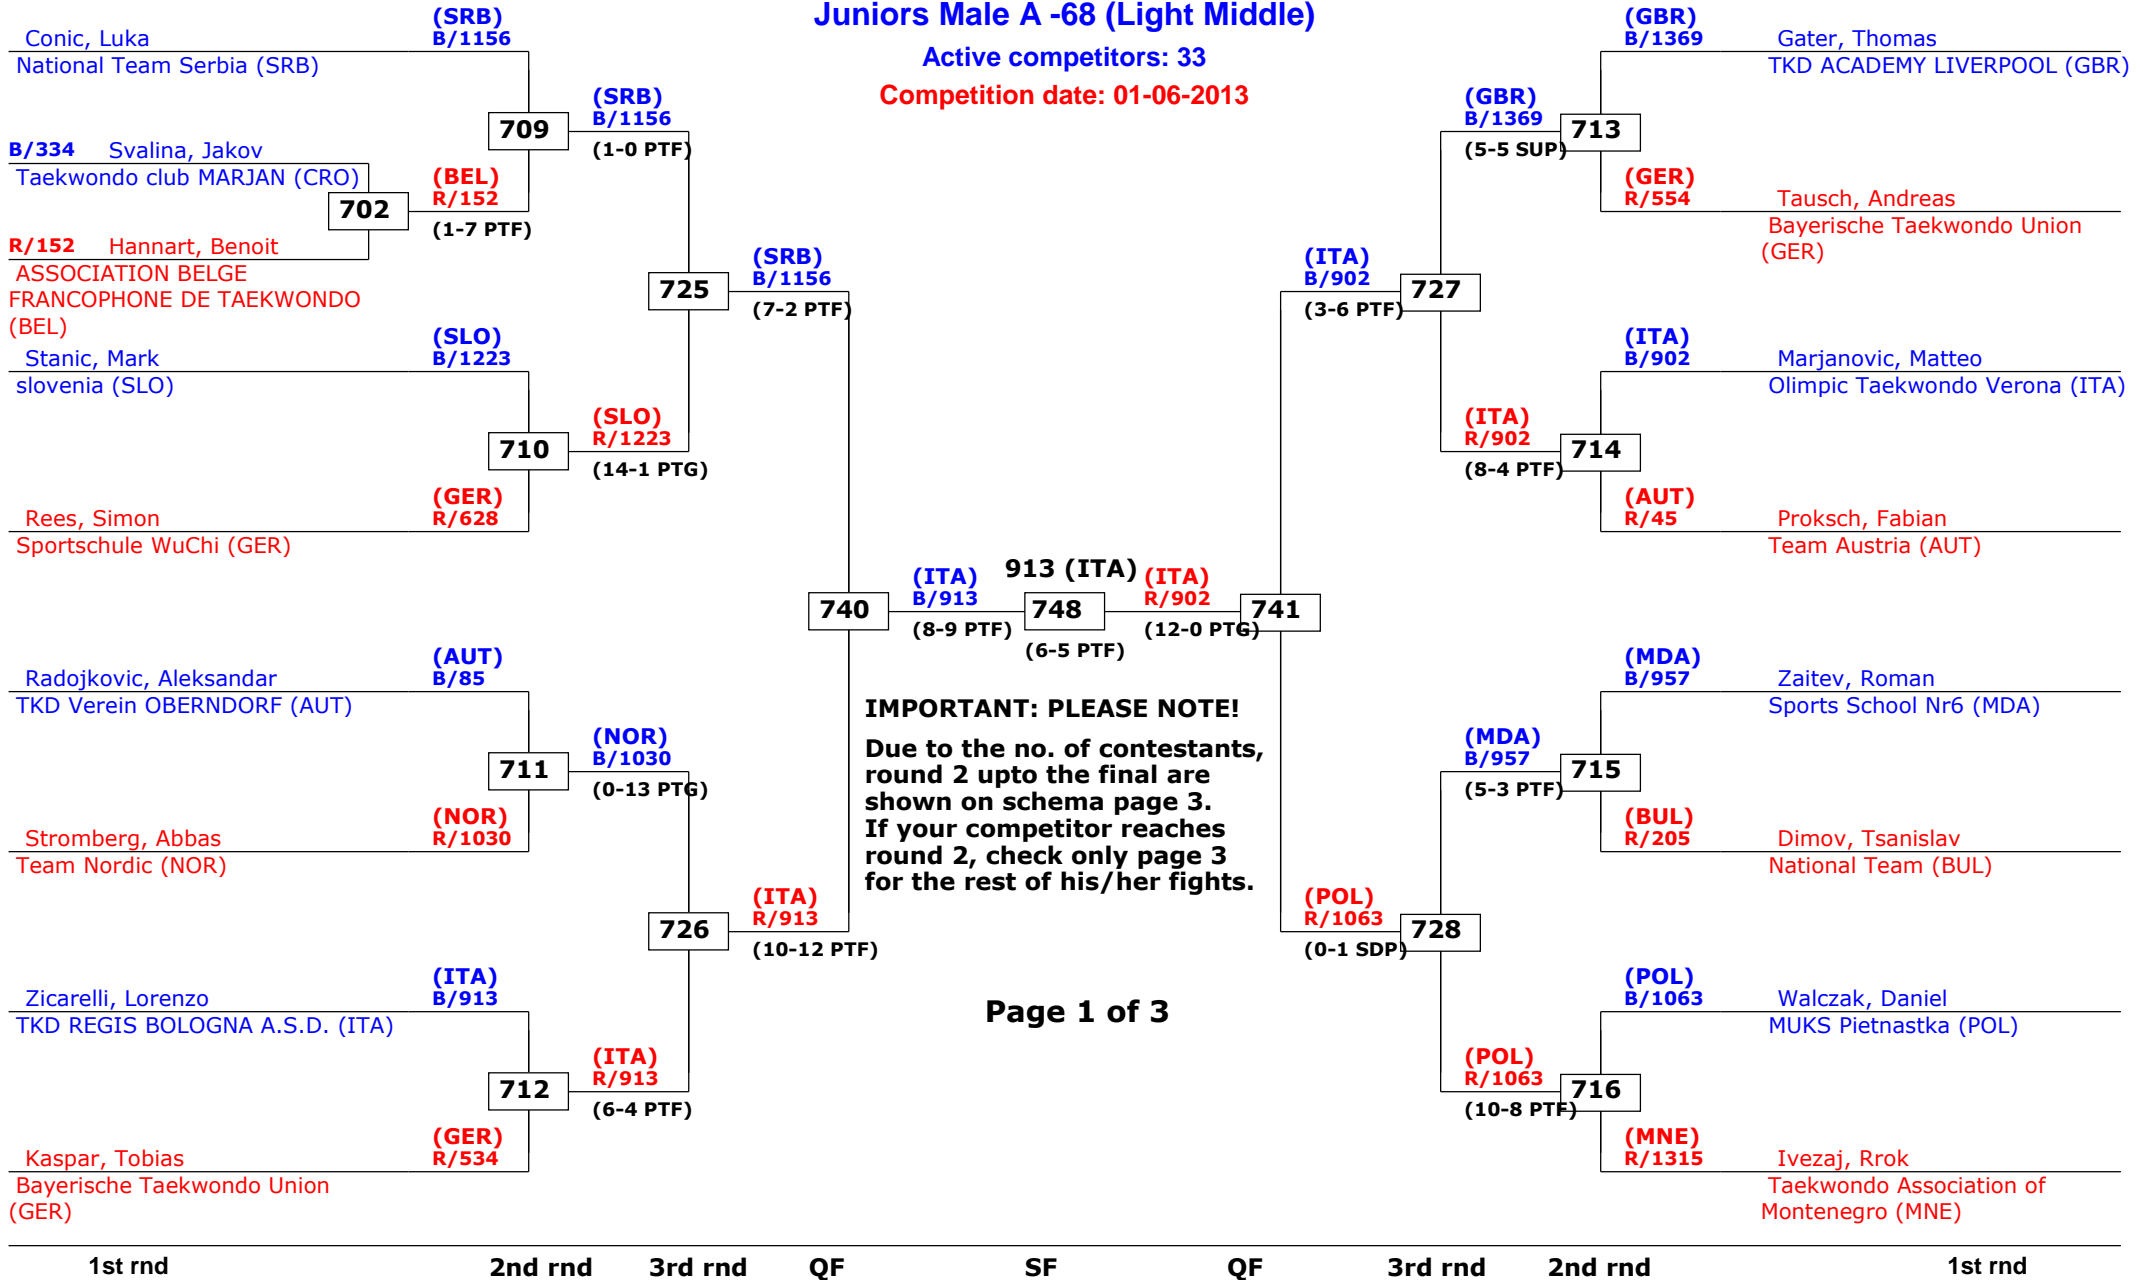 Juniors Male A -68 (Light Middle)
Active competitors: 33
Competition date: 01-06-2013
Conic, Luka
(SRB)
B/1156
National Team Serbia (SRB)
709
(SRB)
B/1156
(1-0 PTF)
B/334 Svalina, Jakov
Taekwondo club MARJAN (CRO)
702
(BEL)
R/152
(1-7 PTF)
R/152 Hannart, Benoit
ASSOCIATION BELGE
FRANCOPHONE DE TAEKWONDO
(BEL)
725
(SRB)
B/1156
(7-2 PTF)
Stanic, Mark
(SLO)
B/1223
slovenia (SLO)
710
(SLO)
R/1223
(14-1 PTG)
Rees, Simon
(GER)
R/628
Sportschule WuChi (GER)
740
(ITA)
B/913
(8-9 PTF)
Radojkovic, Aleksandar
(AUT)
B/85
TKD Verein OBERNDORF (AUT)
711
(NOR)
B/1030
(0-13 PTG)
Stromberg, Abbas
(NOR)
R/1030
Team Nordic (NOR)
726
(ITA)
R/913
(10-12 PTF)
Zicarelli, Lorenzo
(ITA)
B/913
TKD REGIS BOLOGNA A.S.D. (ITA)
712
(ITA)
R/913
(6-4 PTF)
Kaspar, Tobias
(GER)
R/534
Bayerische Taekwondo Union
(GER)
913 (ITA)
748
(6-5 PTF)
IMPORTANT: PLEASE NOTE!
Due to the no. of contestants,
round 2 upto the final are
shown on schema page 3.
If your competitor reaches
round 2, check only page 3
for the rest of his/her fights.
Page 1 of 3
(GBR)
B/1369
Gater, Thomas
TKD ACADEMY LIVERPOOL (GBR)
(GBR)
B/1369
713
(5-5 SUP)
(GER)
R/554
Tausch, Andreas
Bayerische Taekwondo Union
(GER)
(ITA)
B/902
727
(3-6 PTF)
(ITA)
B/902
Marjanovic, Matteo
Olimpic Taekwondo Verona (ITA)
(ITA)
R/902
714
(8-4 PTF)
(AUT)
R/45
Proksch, Fabian
Team Austria (AUT)
(ITA)
R/902
741
(12-0 PTG)
(MDA)
B/957
Zaitev, Roman
Sports School Nr6 (MDA)
(MDA)
B/957
715
(5-3 PTF)
(BUL)
R/205
Dimov, Tsanislav
National Team (BUL)
(POL)
R/1063
728
(0-1 SDP)
(POL)
B/1063
Walczak, Daniel
MUKS Pietnastka (POL)
(POL)
R/1063
716
(10-8 PTF)
(MNE)
R/1315
Ivezaj, Rrok
Taekwondo Association of
Montenegro (MNE)
1st rnd 2nd rnd 3rd rnd QF SF QF 3rd rnd 2nd rnd 1st rnd